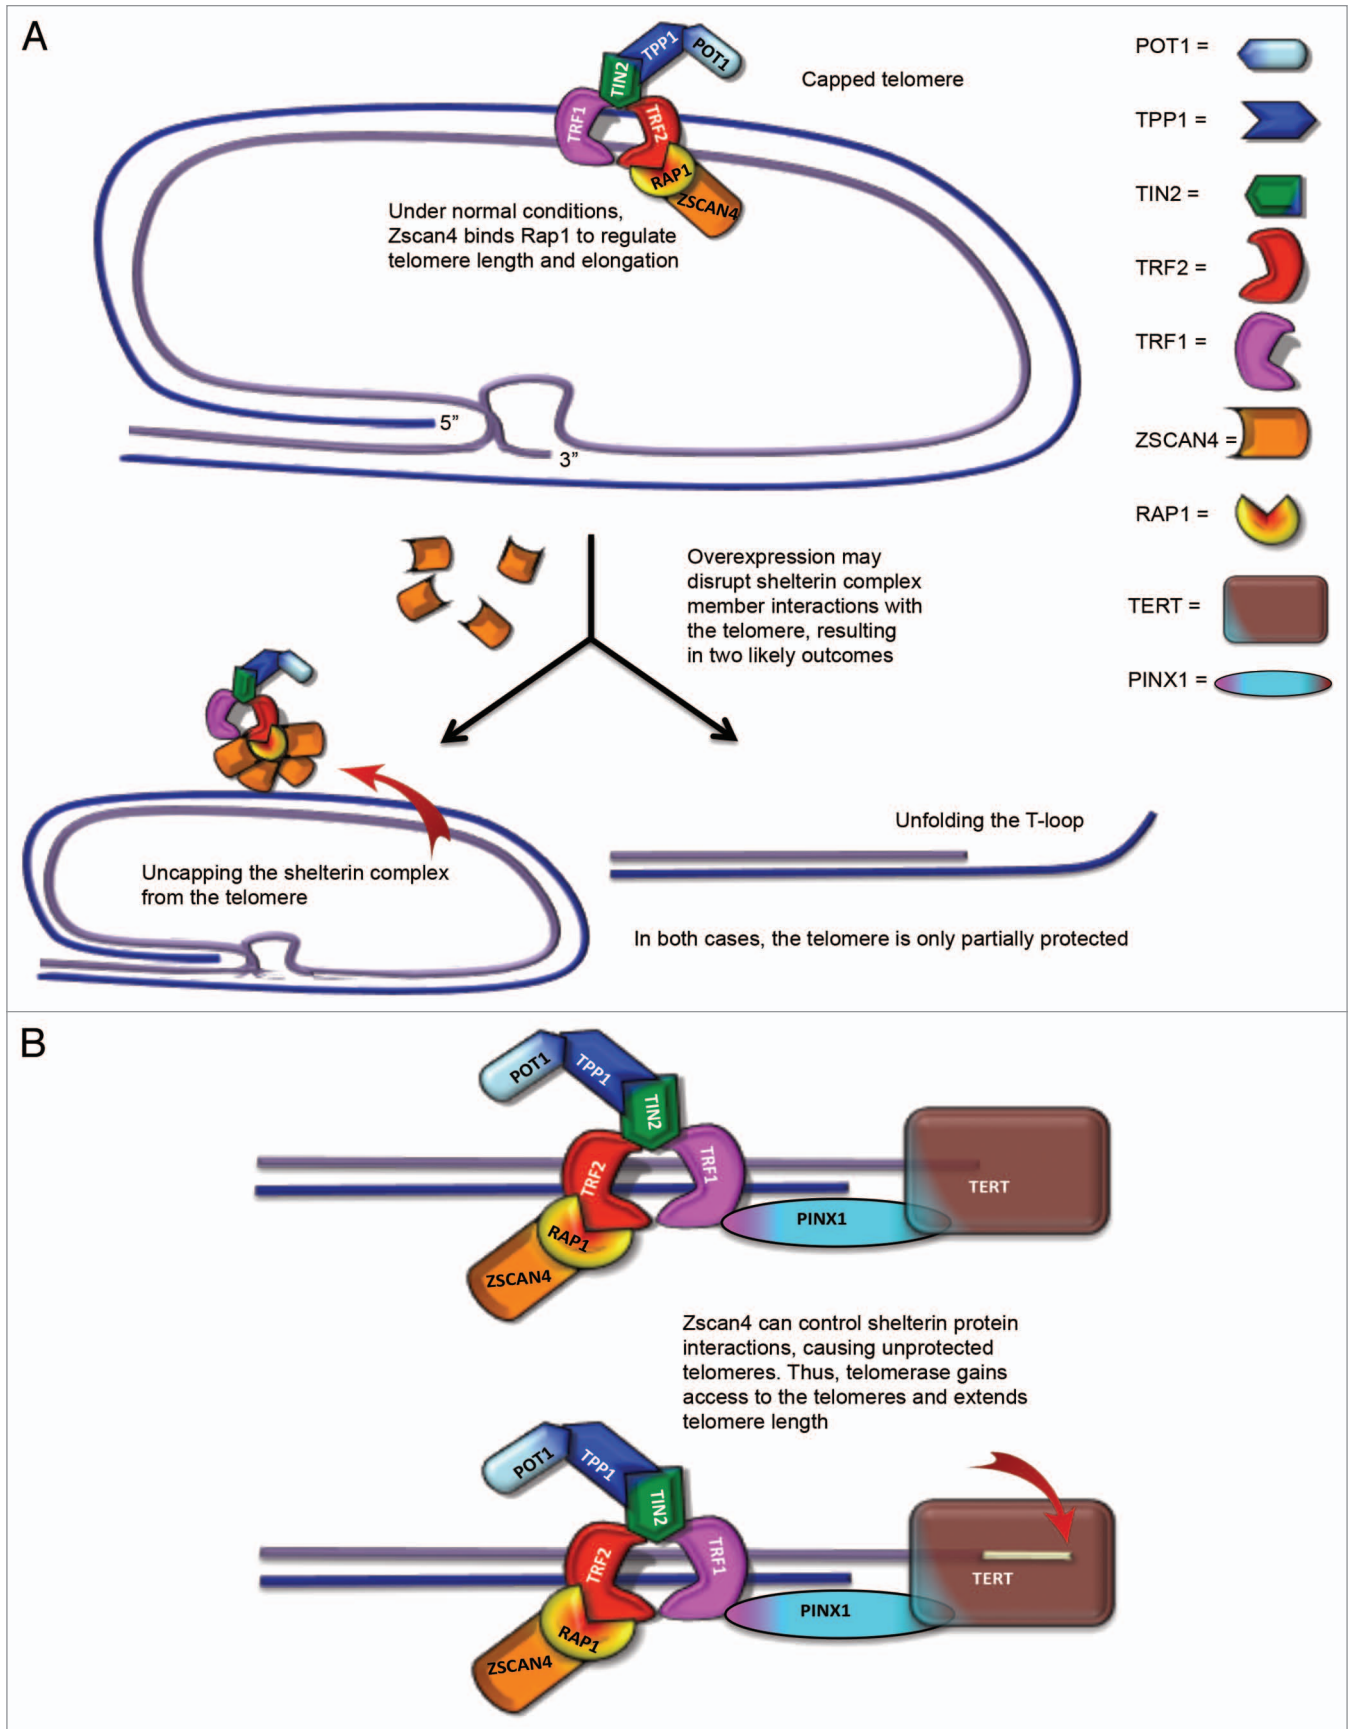 A
TPP1
POT1
TIN2
TRF1
TRF2
RAP1
ZSCAN4
Capped telomere
Under normal conditions,
Zscan4 binds Rap1 to regulate
telomere length and elongation
5”
3”
POT1 =
TPP1 =
TIN2 =
TRF2 =
TRF1 =
ZSCAN4 =
RAP1 =
TERT =
PINX1 =
Overexpression may
disrupt shelterin complex
member interactions with
the telomere, resulting
in two likely outcomes
Uncapping the shelterin complex
from the telomere
Unfolding the T-loop
In both cases, the telomere is only partially protected
B
POT1
TPP1
TIN2
TRF2
TRF1
RAP1
ZSCAN4
PINX1
TERT
Zscan4 can control shelterin protein
interactions, causing unprotected
telomeres. Thus, telomerase gains
access to the telomeres and extends
telomere length
POT1
TPP1
TIN2
TRF2
TRF1
RAP1
ZSCAN4
PINX1
TERT